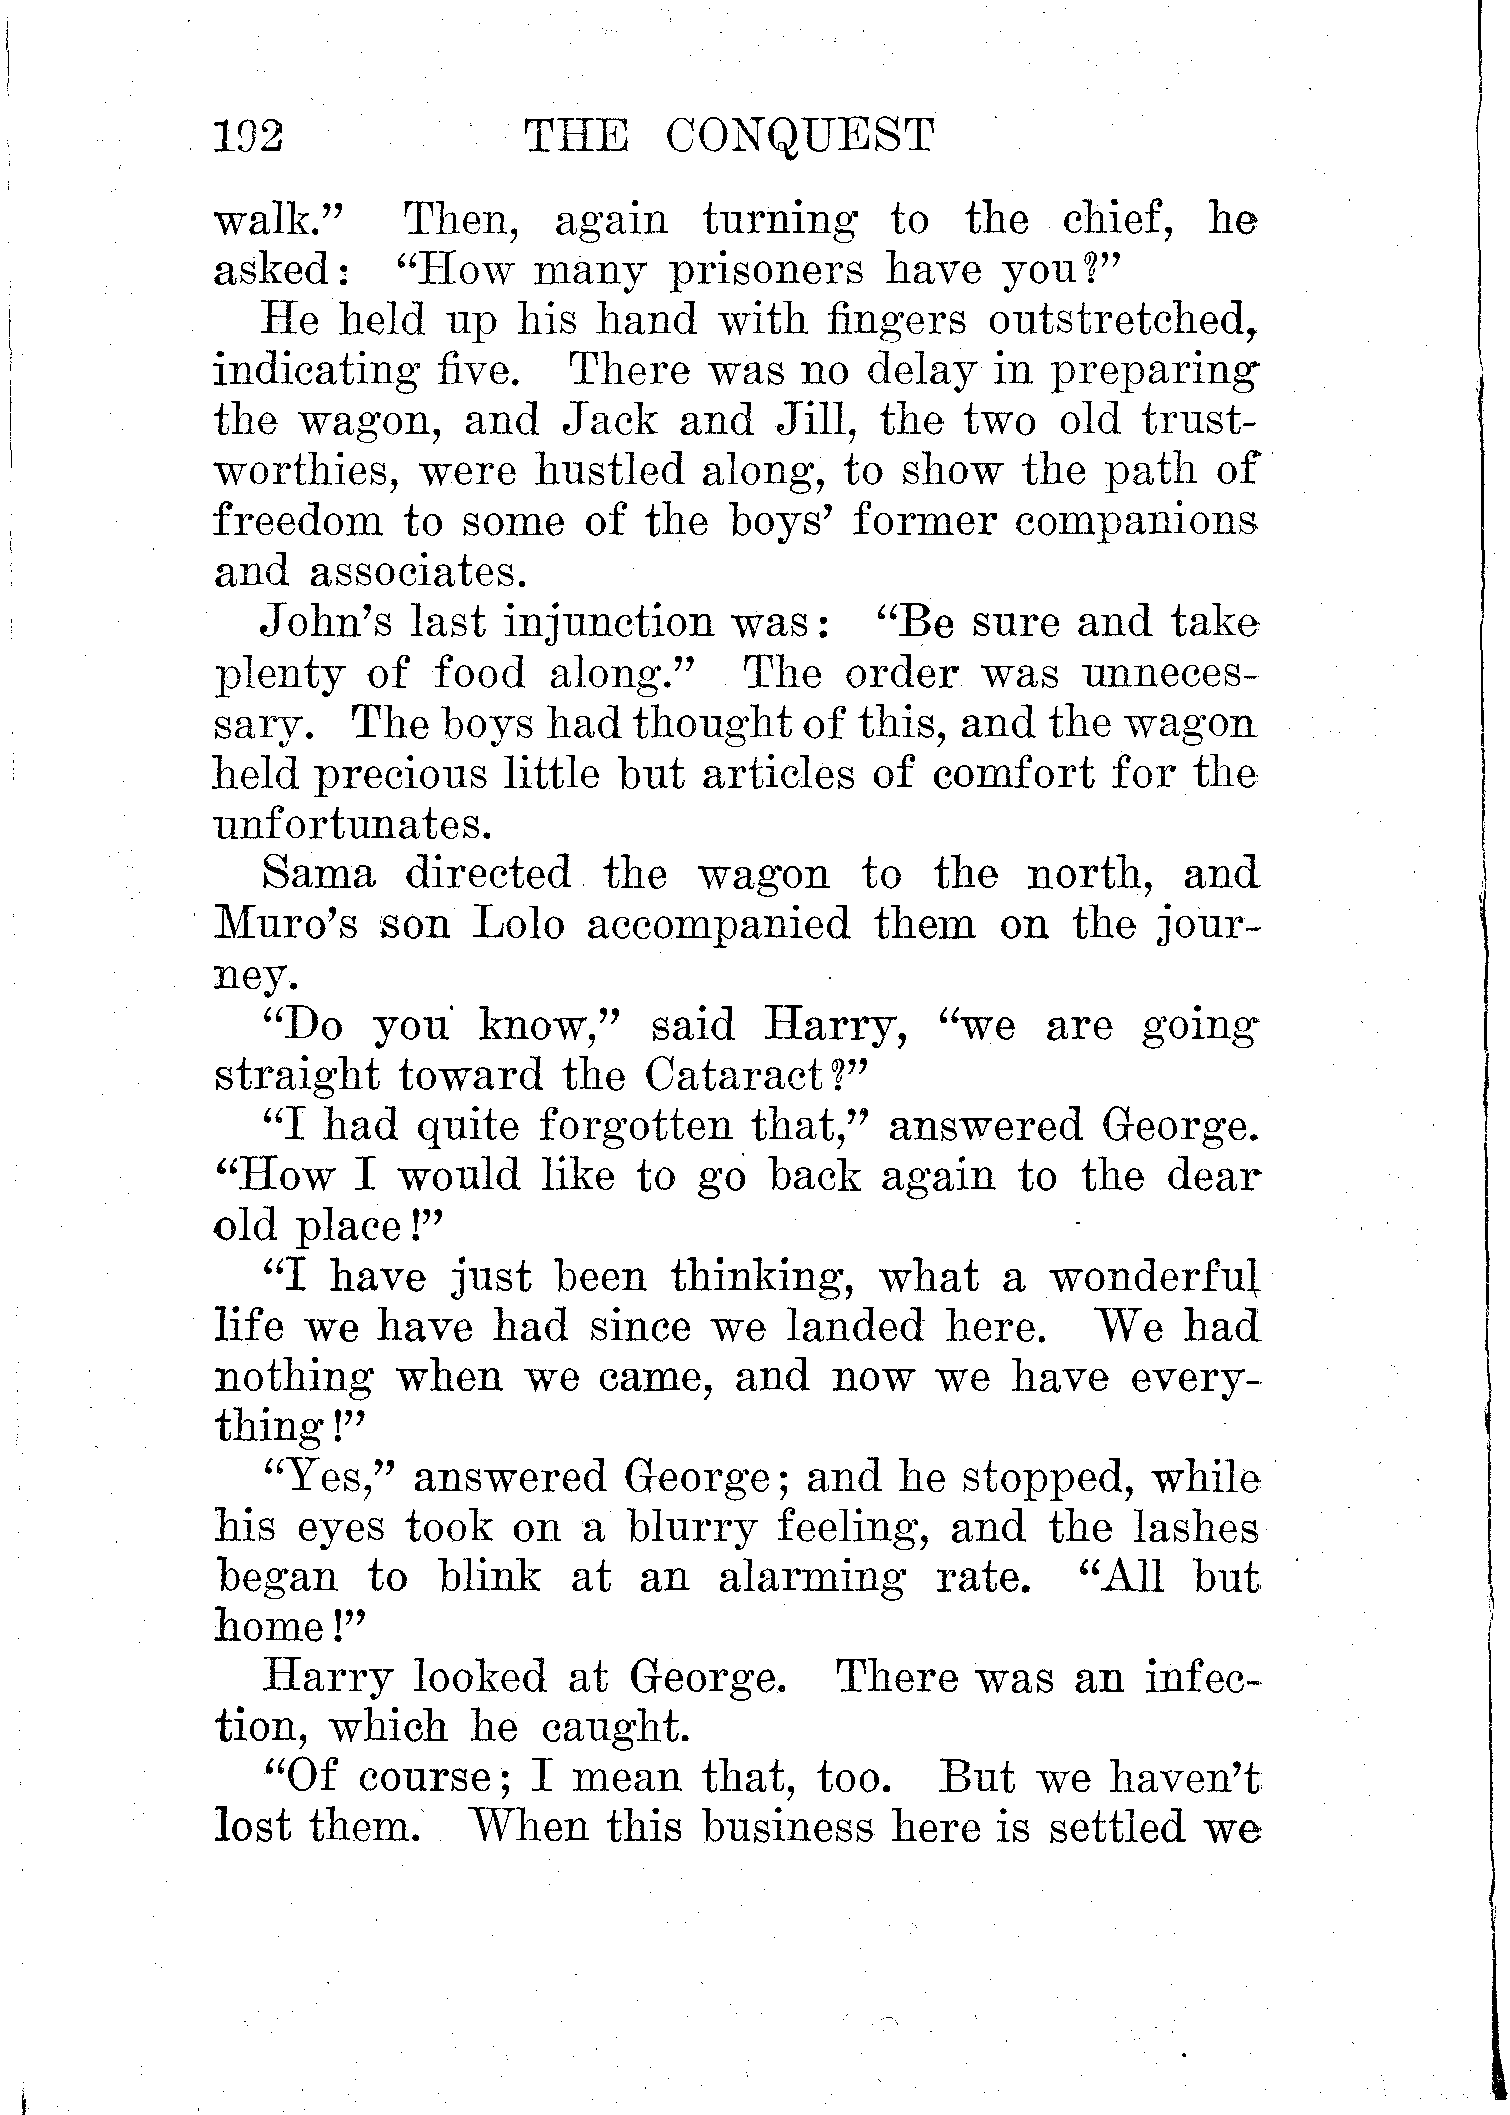 192 THE CONQUEST
walk.” Then, again turning to the chief, he
asked: “How many prisoners have you?”
He held up his hand with fingers outstretched,
indicating five. There was no delay in preparing
the wagon, and Jack and Jill, the two old trust-
worthies, were hustled along, to show the path of
freedom to some of the boys’ former companions
and associates.
John’s last injunction was: “Be sure and take
plenty of food along.” The order was unneces-
sary. The boys had thought of this, and the wagon
held precious little but articles of comfort for the
unfortunates.
Sama directed the wagon to the north, and
Muro’s son Lolo accompanied them on the jour-
ney.
“Do you know,” said Harry, “we are going
straight toward the Cataract?”
“I had quite forgotten that,” answered George.
“How I would like to go back again to the dear
old place!”
“I have just been thinking, what a wonderful
life we have had since we landed here. We had
nothing when we came, and now we have every-
thing!”
“Yes,” answered George; and he stopped, while
his eyes took on a blurry feeling, and the lashes
began to blink at an alarming rate. “All but
home!”
Harry looked at George. There was an infec-
tion, which he caught.
“Of course; I mean that, too. But we haven’t
lost them. When this business here is settled we